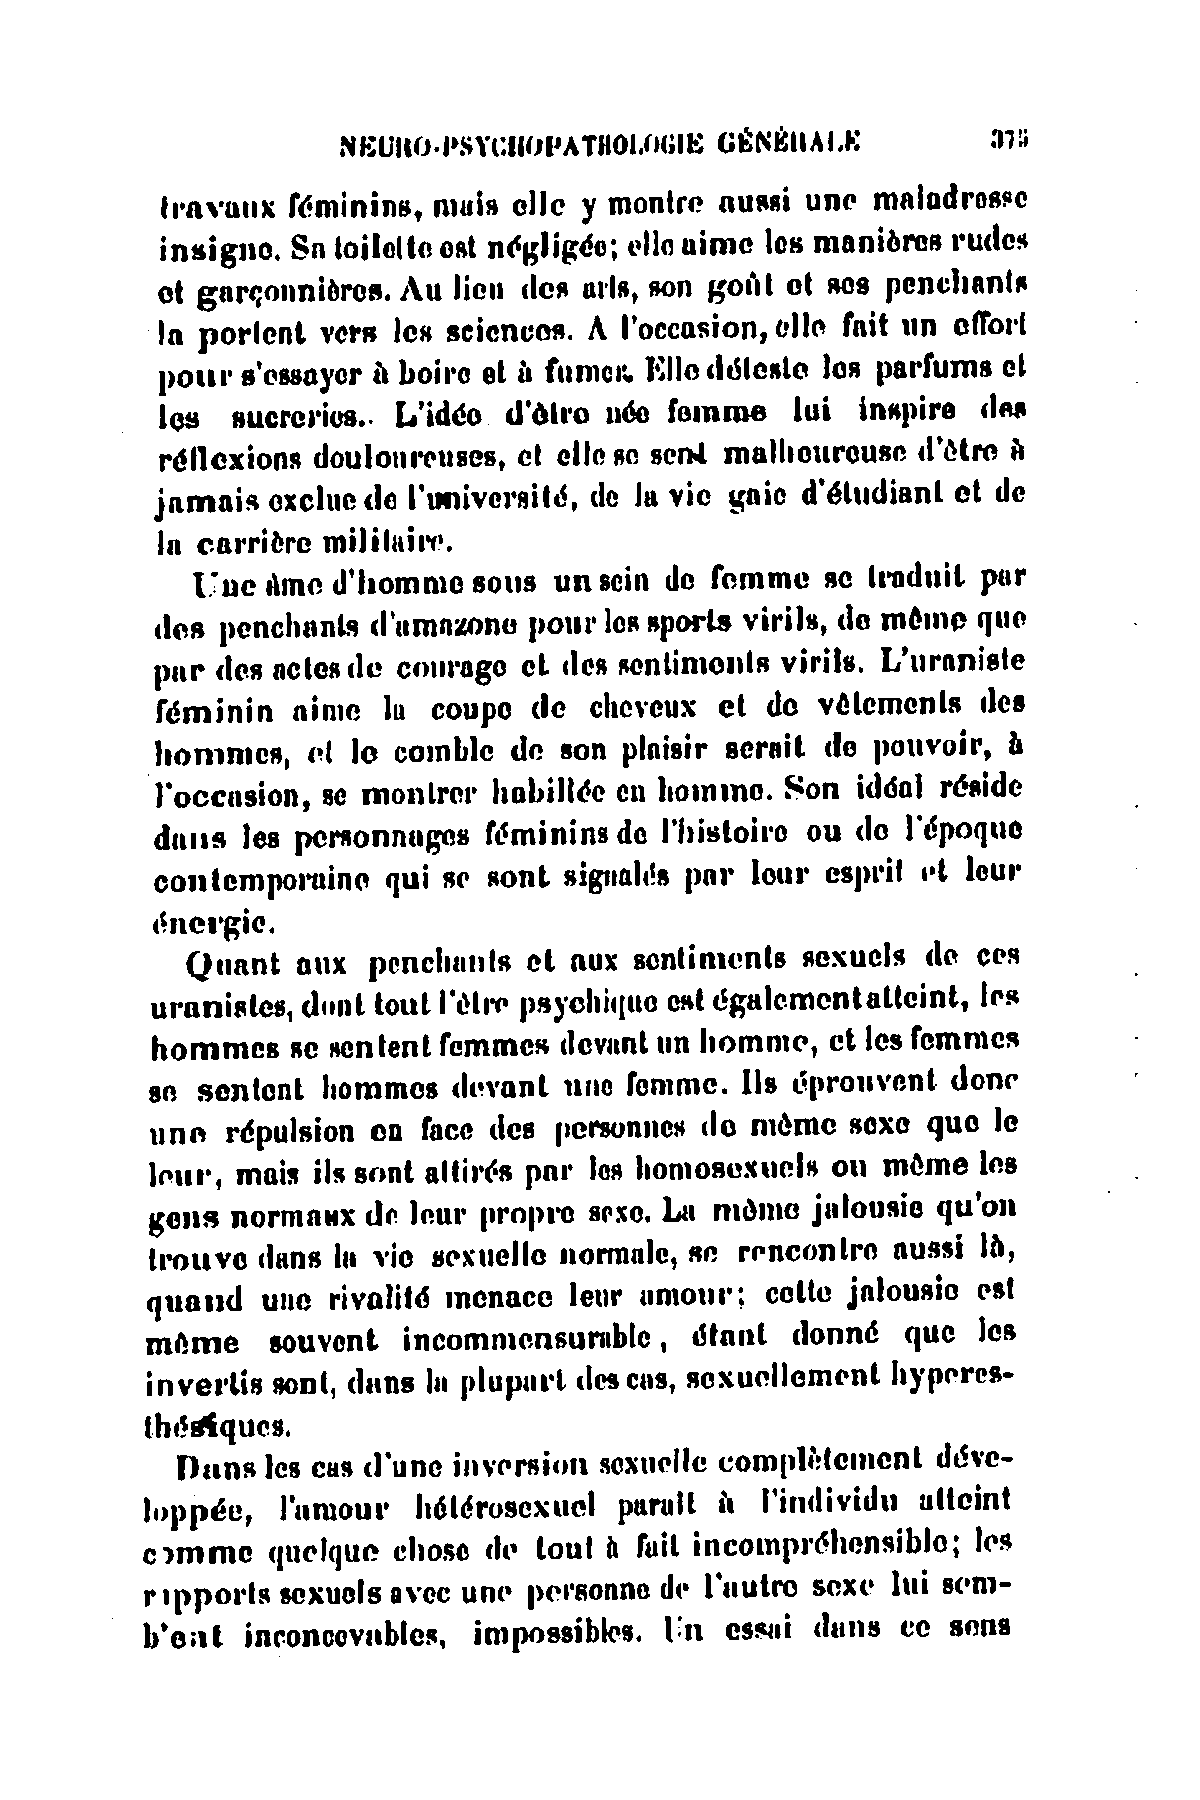 NEURO-PSYCHOPATHOLOGIE GÉNÉRALE 375
travaux féminins, mais elle y montre aussi une maladresse
insigne. Sa toilette est négligée; elle aime les manières rudes
et garçonnières. Au lieu des arts, son goût et ses penchants
la portent vers les sciences. A l'occasion, elle fait un effort
pour s'essayer à boire et à fumer. Elle déteste les parfums et
les sucreries.. L'idée d'être née femme lui inspire des
réflexions douloureuses, et elle se sent malheureuse d'être à
jamais exclue de l'université, de la vie gaie d'étudiant et de
la carrière militaire.
Une âme d'homme sous un sein de femme se traduit par
des penchants d'amazone pour les sports virils, de même que
par des actes de courage et des sentiments virils. L'uraniste
féminin aime la coupe de cheveux et de vêtements des
hommes, et le comble de son plaisir serait de pouvoir, à
l'occasion, se montrer habillée en homme. Son idéal réside
dans les personnages féminins de l'histoire ou de l'époque
contemporaine qui se sont signalés par leur esprit et leur
énergie.
Quant aux penchants et aux sentiments sexuels de ces
uranistes, dont tout l'être psychique est également atteint, les
hommes se sentent femmes devant un homme, et les femmes
se sentent hommes devant une femme. Ils éprouvent donc
une répulsion en face des personnes de même sexe que le
leur, mais ils sont attirés par les homosexuels ou même les
gens normaux de leur propre sexe. La même jalousie qu'on
trouve dans la vie sexuelle normale, se rencontre aussi là,
quand une rivalité menace leur amour; cette jalousie est
même souvent incommensurable, étant donné que les
invertis sont, dans la plupart des cas, sexuellement hyperes-
thésiques.
Dans les cas d'une inversion sexuelle complètement déve-
loppée, l'amour hétérosexuel paraît à l'individu atteint
comme quelque chose de tout à fait incompréhensible; les
rapports sexuels avec une personne de l'autre sexe lui sem-
blent inconcevables, impossibles. Un essai dans ce sens